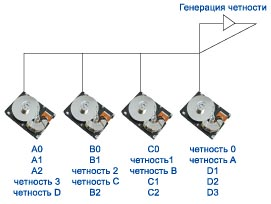 Генерация четности
A0 B0 C0 четность 0
A1 B1 четность1 четность A
A2 четность 2 четность B D1
четность 3 четность C C1 D2
четность D B2 C2 D3